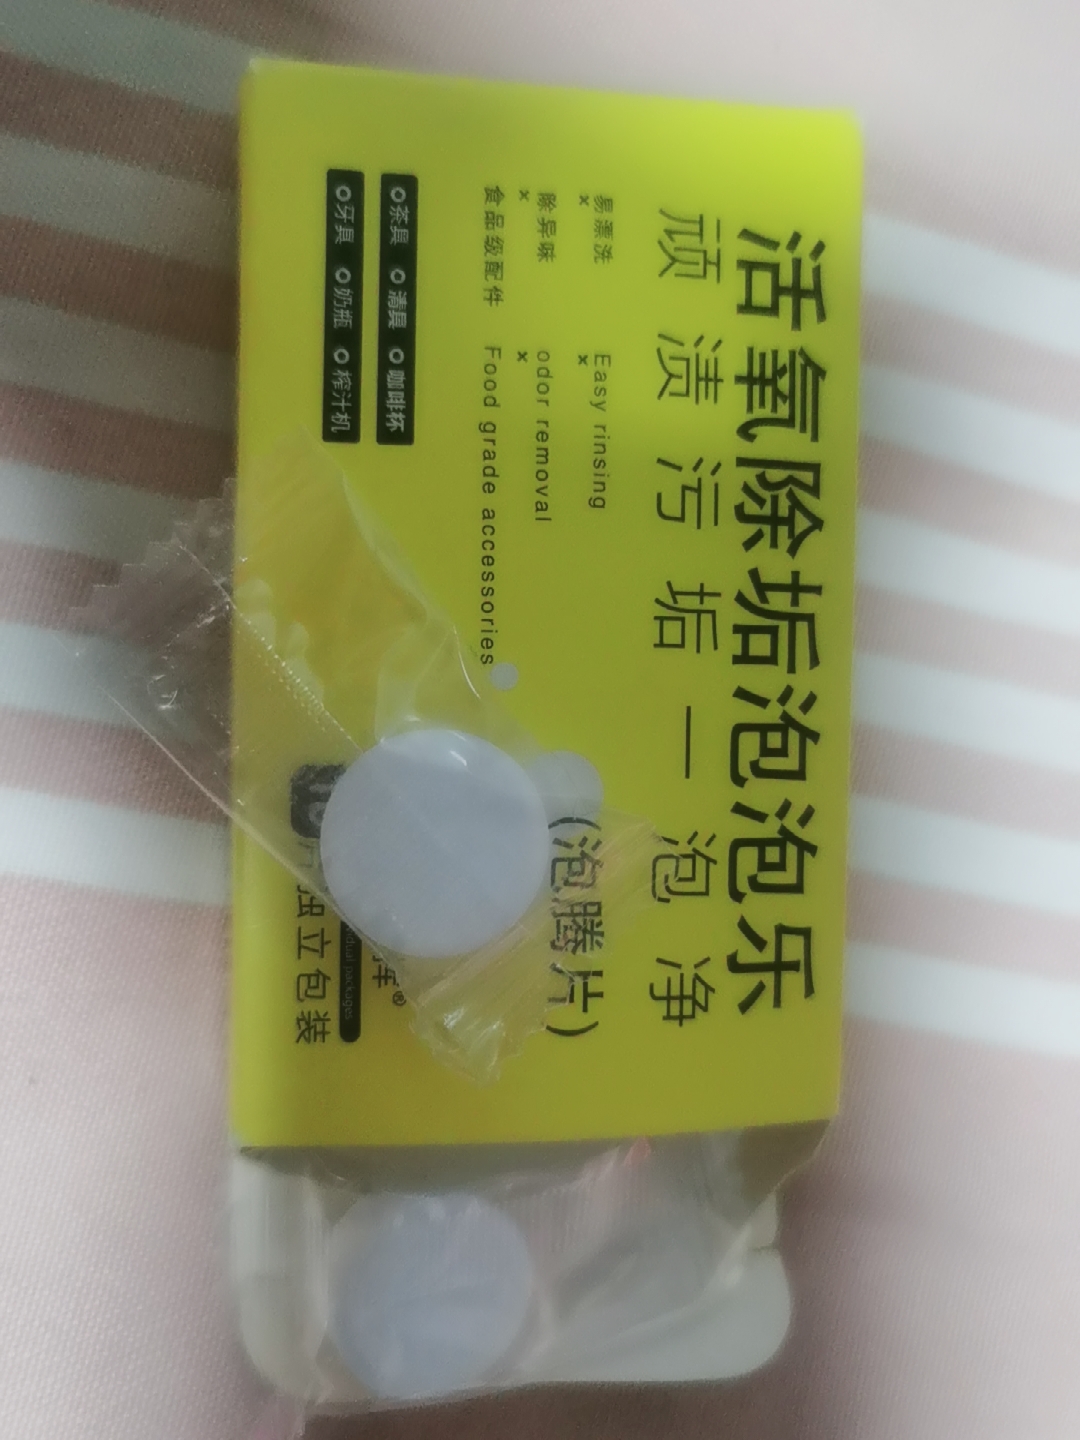 活氧除垢泡泡乐
顽渍污垢一泡净
(泡腾片)
易漂洗 Easy rinsing
× ×
除异味 odor removal
× ×
食品级配件 Food grade accessories
茶具 清具 咖啡杯
牙具 奶瓶 榨汁机
®
packages
独立包装